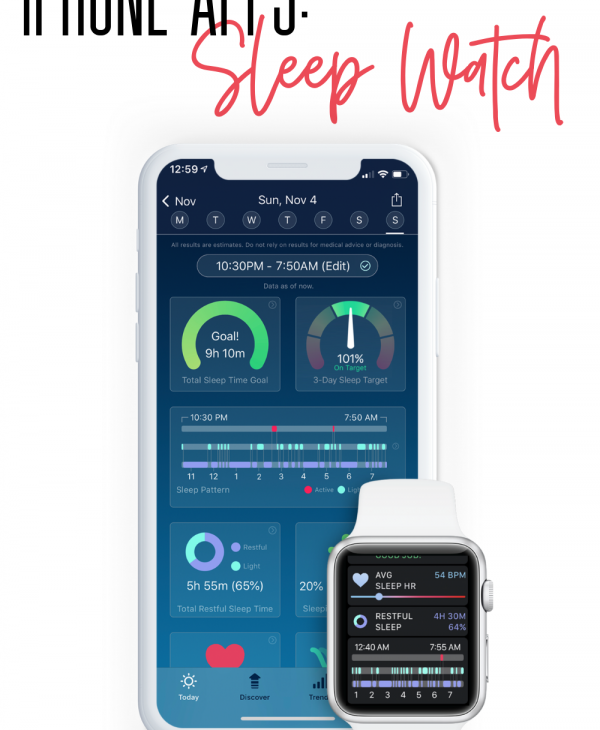 IPHONE APPS:
Sleep Watch
12:59
Nov
Sun, Nov 4
M T W T F S S
All results are estimates. Do not rely on results for medical advice or diagnosis.
10:30PM - 7:50AM (Edit)
Data as of now.
Goal!
9h 10m
Total Sleep Time Goal
101%
On Target
3-Day Sleep Target
10:30 PM 7:50 AM
11 12 1 2 3 4 5 6 7
Sleep Pattern Active
Restful
Light
5h 55m (65%)
Total Restful Sleep Time
20%
Today
Discover
GOOD JOB.
AVG 54 BPM
SLEEP HR
RESTFUL 4H 30M
SLEEP 64%
12:40 AM 7:55 AM
1 2 3 4 5 6 7